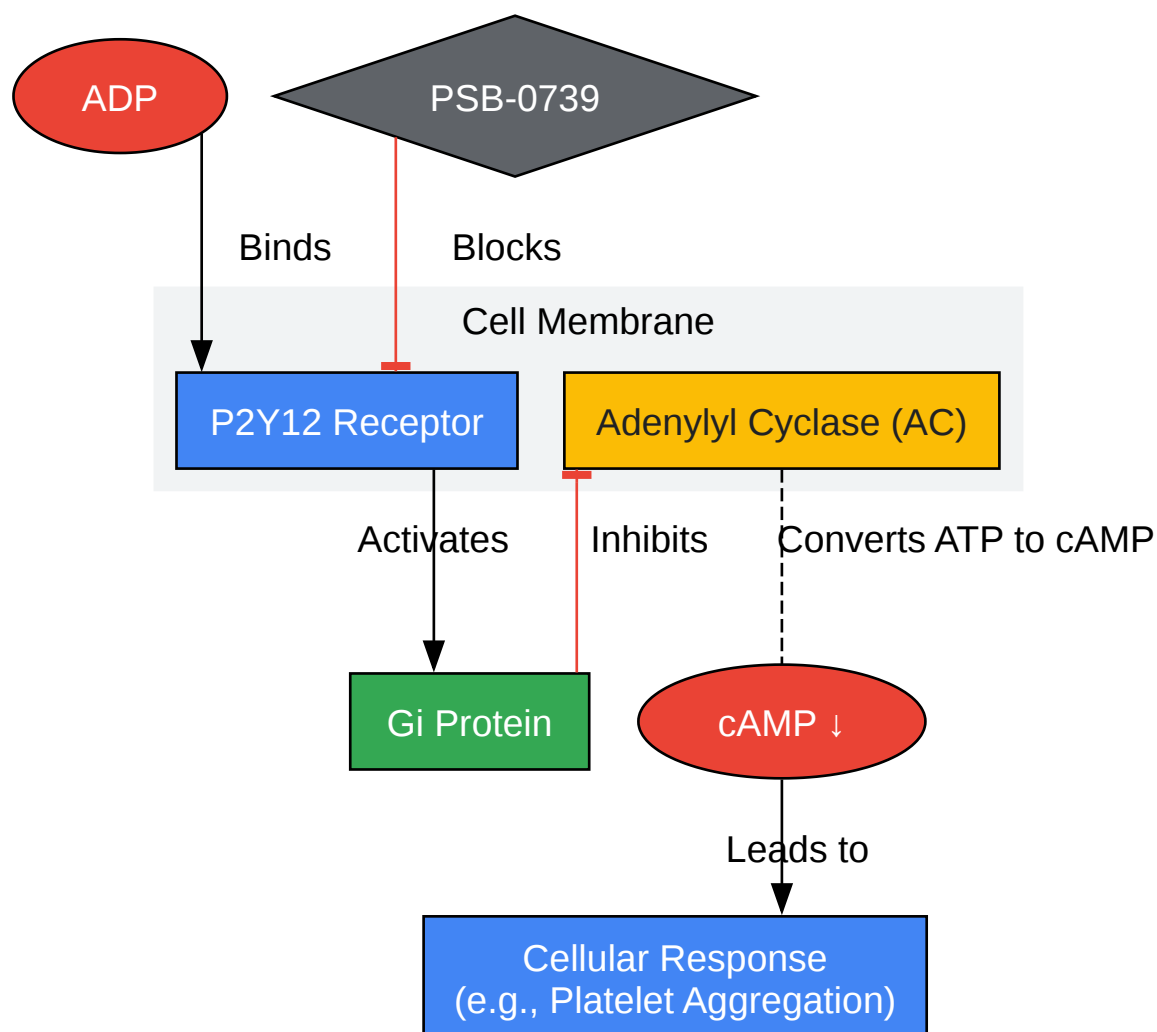 ADP
PSB-0739
Binds
Blocks
Cell Membrane
P2Y12 Receptor
Adenylyl Cyclase (AC)
Activates
Inhibits
Converts ATP to cAMP
Gi Protein
cAMP ↓
Leads to
Cellular Response
(e.g., Platelet Aggregation)